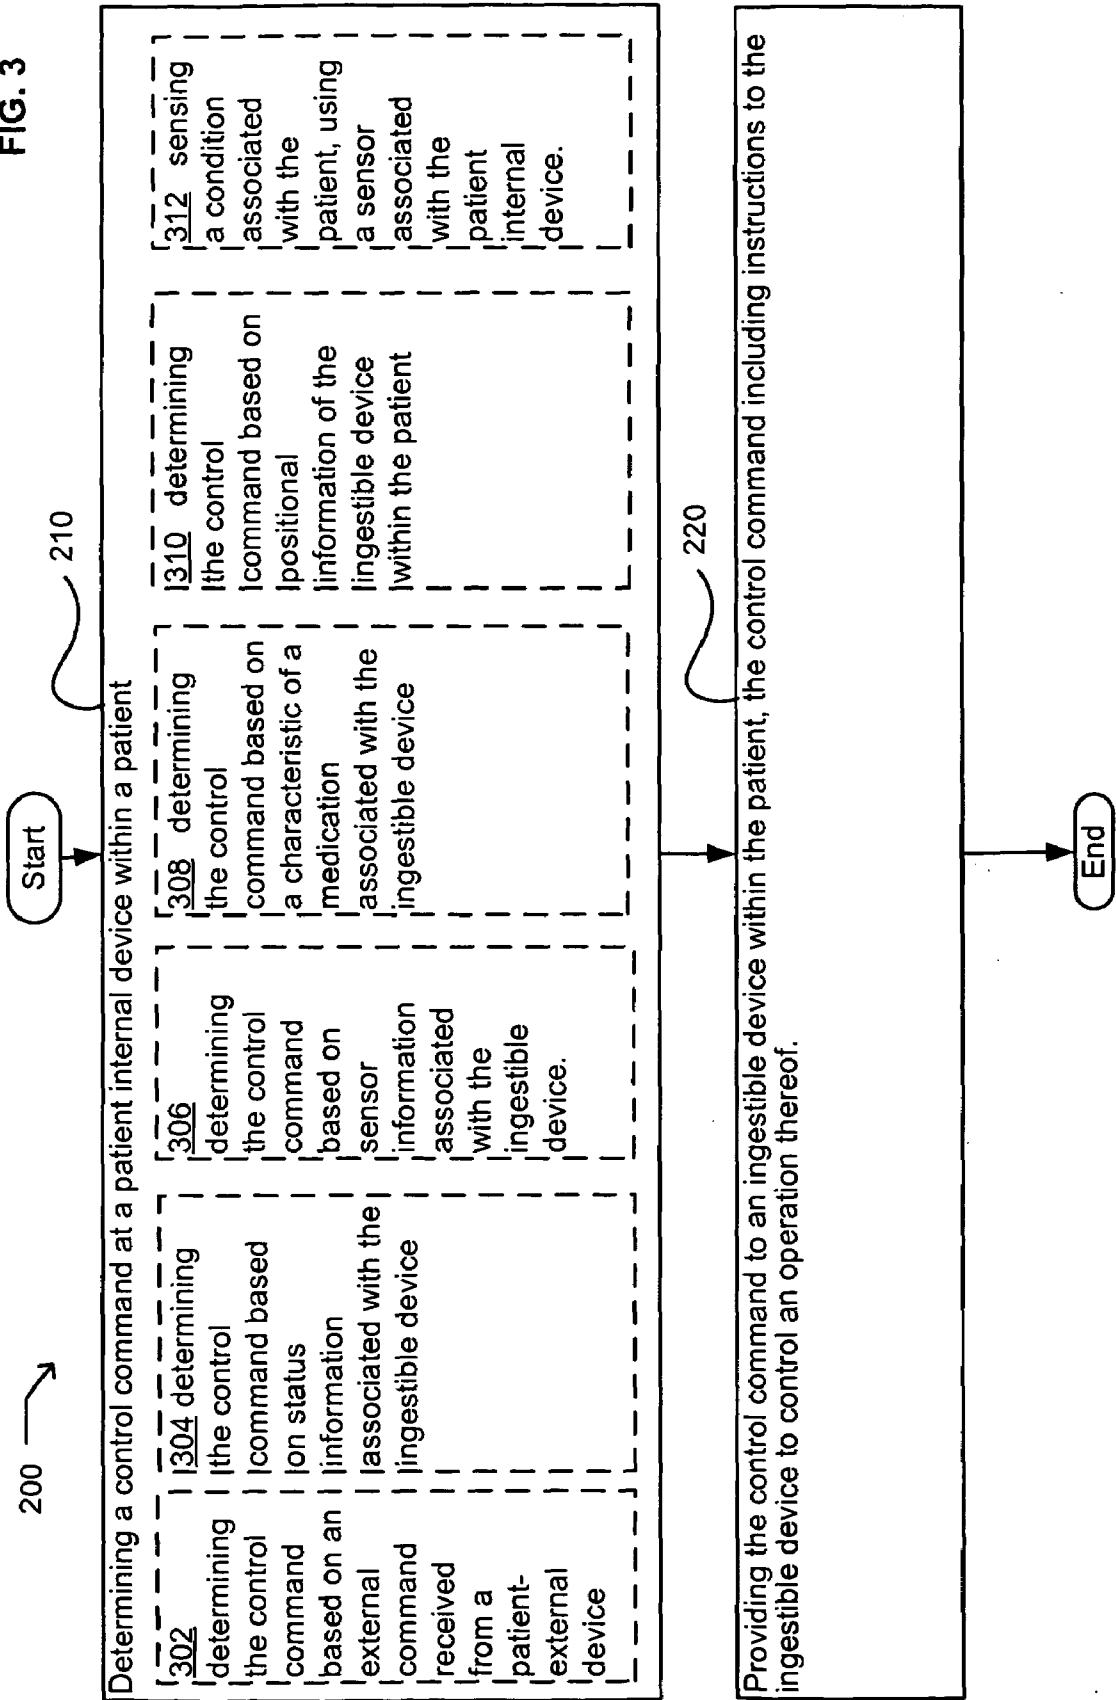 FIG. 3
200
Start
210
Determining a control command at a patient internal device within a patient
302
determining
the control
command
based on an
external
command
received
from a
patient-
external
device
304 determining
the control
command based
on status
information
associated with the
ingestible device
306
determining
the control
command
based on
sensor
information
associated
with the
ingestible
device.
308 determining
the control
command based on
a characteristic of a
medication
associated with the
ingestible device
310 determining
the control
command based on
positional
information of the
ingestible device
within the patient
312 sensing
a condition
associated
with the
patient, using
a sensor
associated
with the
patient
internal
device.
220
Providing the control command to an ingestible device within the patient, the control command including instructions to the
ingestible device to control an operation thereof.
End